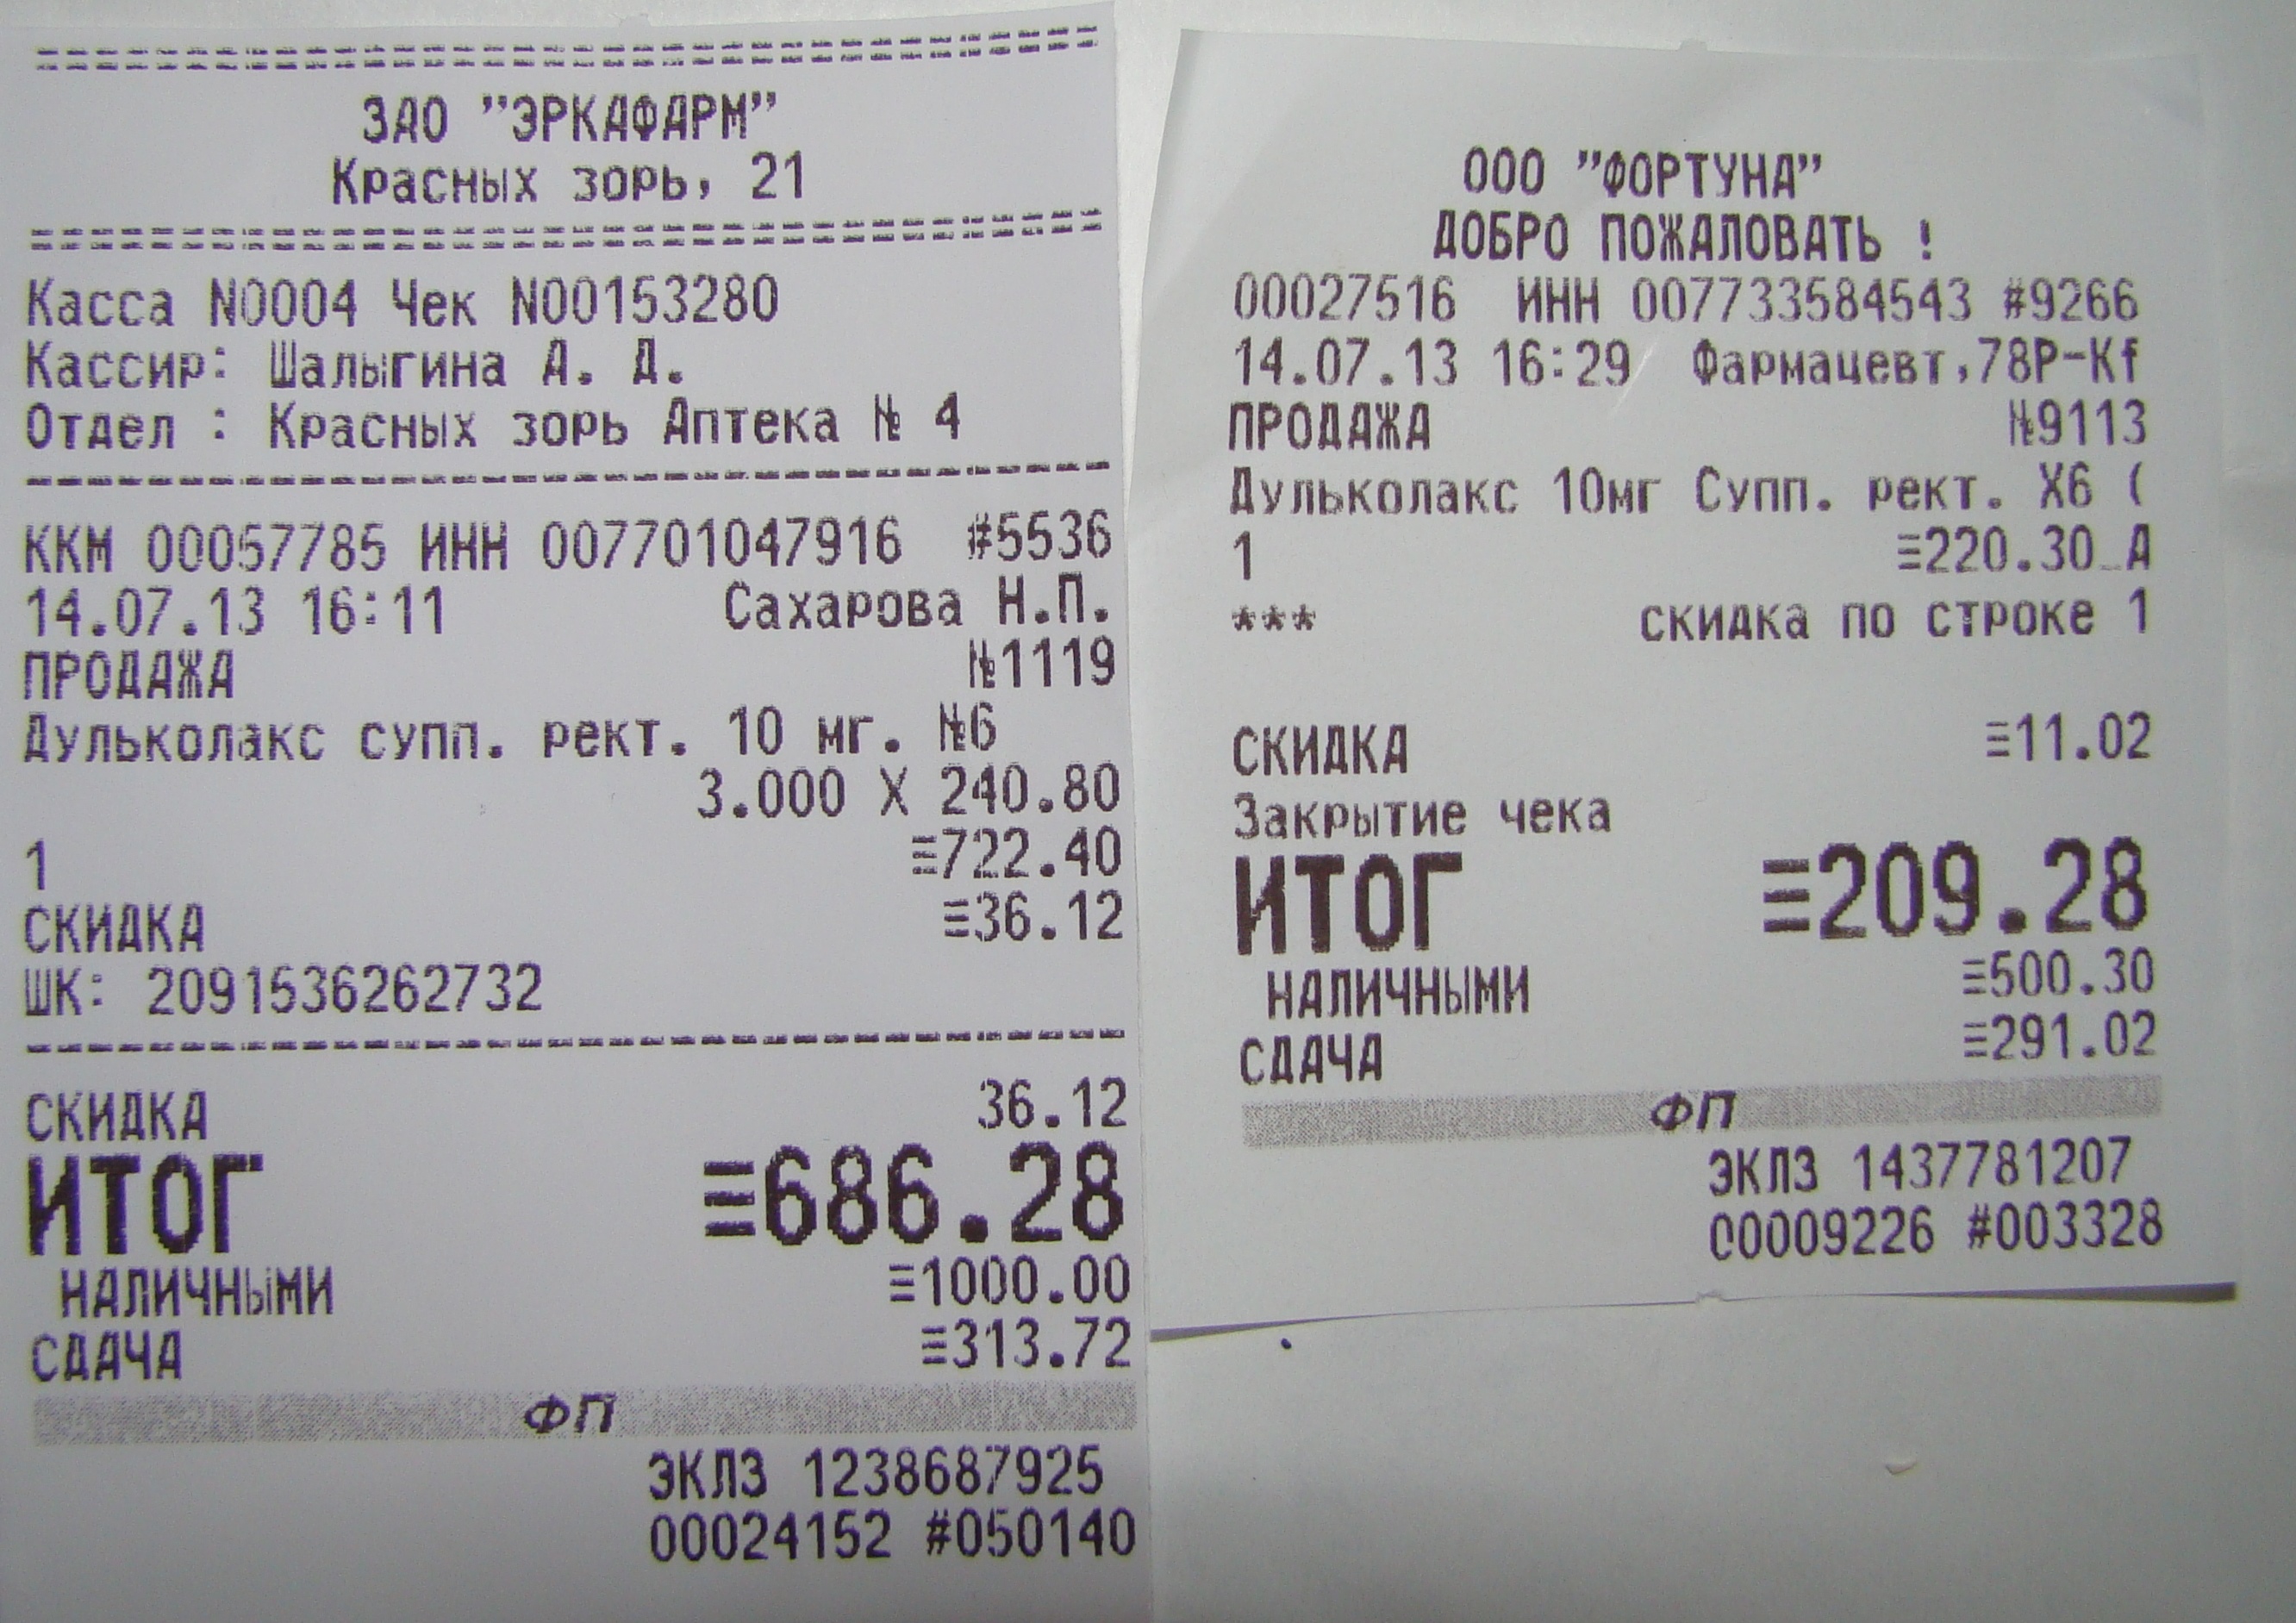 ЗАО "ЭРКАФАРМ"
Красных зорь, 21
Касса N0004 Чек N00153280
Кассир: Шалыгина А. Д.
Отдел : Красных зорь Аптека № 4
ККМ 00057785 ИНН 007701047916 #5536
14.07.13 16:11 Сахарова Н.П.
ПРОДАЖА №1119
Дульколакс супп. рект. 10 мг. №6
3.000 X 240.80
1 ≡722.40
СКИДКА ≡36.12
ШК: 2091536262732
СКИДКА 36.12
ИТОГ ≡686.28
НАЛИЧНЫМИ ≡1000.00
СДАЧА ≡313.72
ФП
ЭКЛЗ 1238687925
00024152 #050140
ООО "ФОРТУНА"
ДОБРО ПОЖАЛОВАТЬ !
00027516 ИНН 007733584543 #9266
14.07.13 16:29 Фармацевт,78P-Kf
ПРОДАЖА №9113
Дульколакс 10мг Супп. рект. X6 (
1 ≡220.30_А
*** скидка по строке 1
СКИДКА ≡11.02
Закрытие чека
ИТОГ ≡209.28
НАЛИЧНЫМИ ≡500.30
СДАЧА ≡291.02
ФП
ЭКЛЗ 1437781207
00009226 #003328